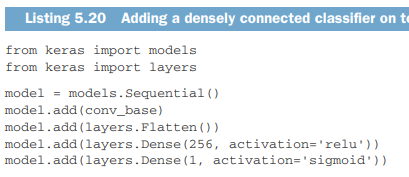 Listing 5.20 Adding a densely connected classifier on
from keras import models
from keras import layers
model = models.Sequential()
model.add(conv_base)
model.add(layers.Flatten())
model.add(layers.Dense(256, activation='relu'))
model.add(layers.Dense(1, activation='sigmoid'))